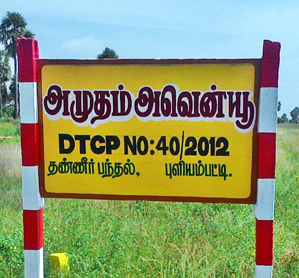 அமுதம் அவென்யூ
DTCP NO:40/2012
தண்ணீர் பந்தல், புளியம்பட்டி.